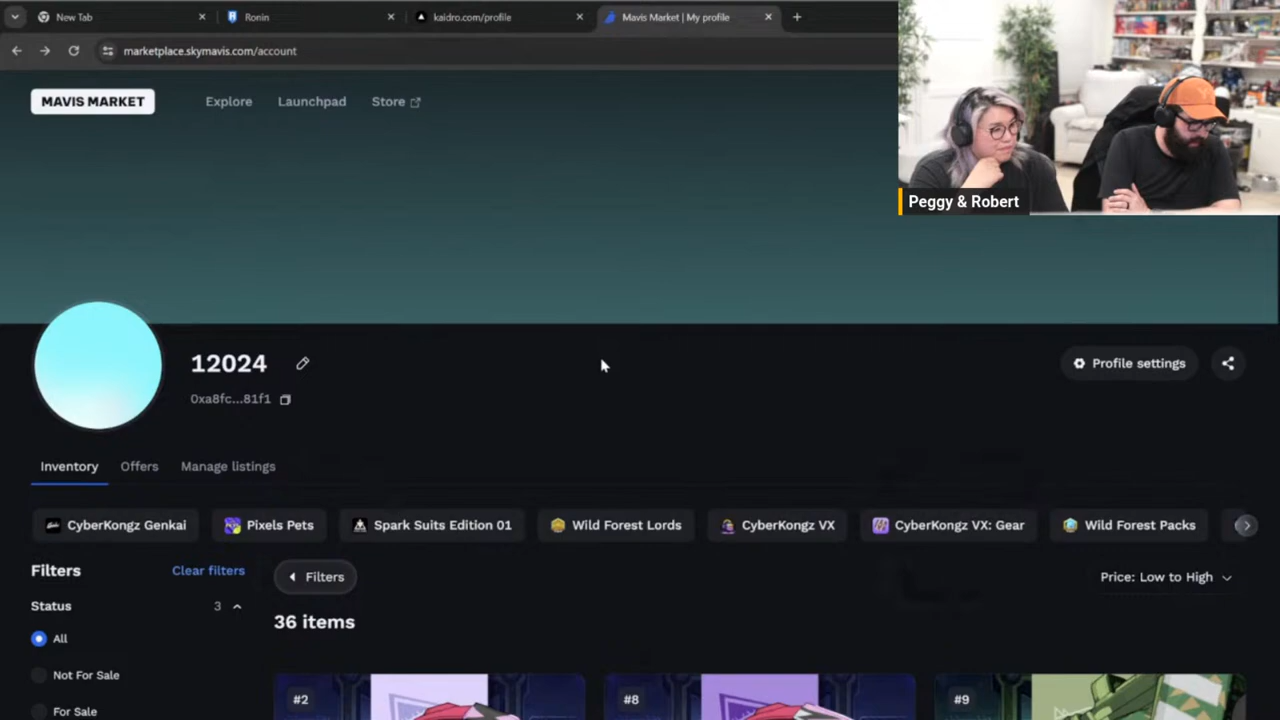 New Tab
Ronin
kaidro.com/profile
Mavis Market | My profile
marketplace.skymavis.com/account
MAVIS MARKET
Explore
Launchpad
Store
Peggy & Robert
12024
0xa8fc...81f1
Profile settings
Inventory
Offers
Manage listings
CyberKongz Genkai
Pixels Pets
Spark Suits Edition 01
Wild Forest Lords
CyberKongz VX
CyberKongz VX: Gear
Wild Forest Packs
Filters
Clear filters
Filters
Price: Low to High
Status
3
36 items
All
Not For Sale
For Sale
#2
#8
#9